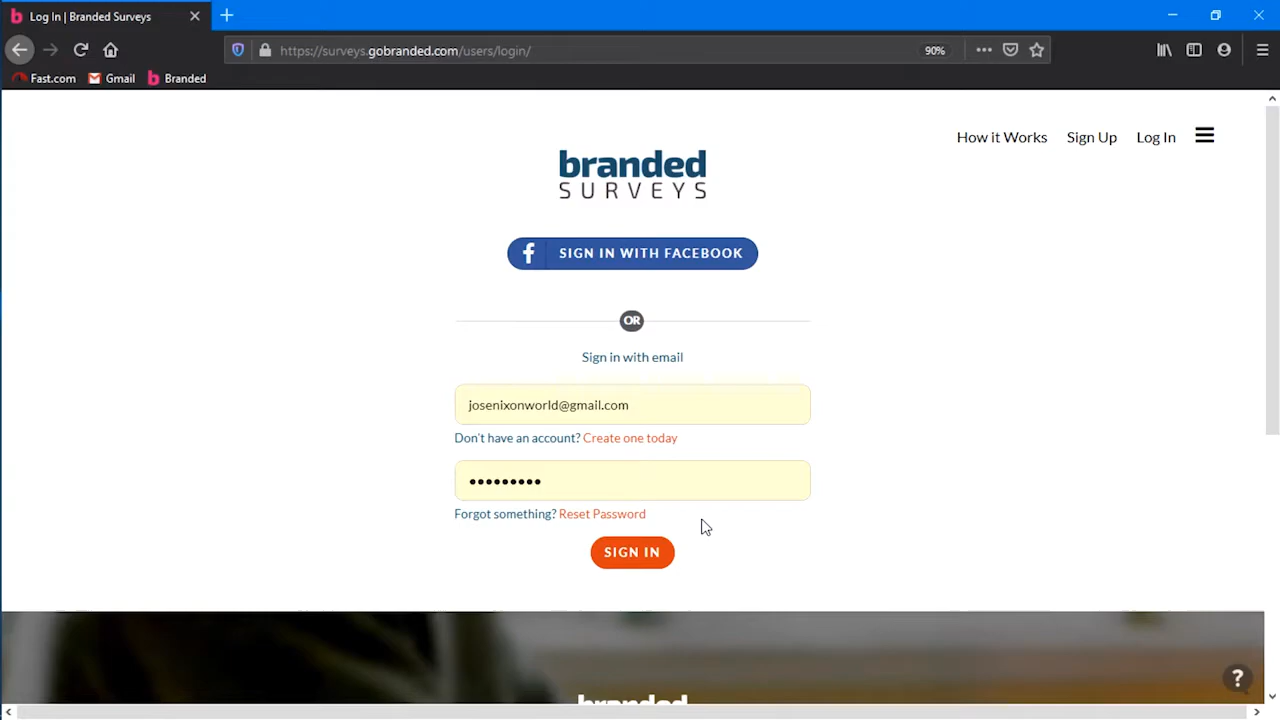 Log In | Branded Surveys
https://surveys.gobranded.com/users/login/
90%
Fast.com
Gmail
Branded
How it Works
Sign Up
Log In
branded
SURVEYS
SIGN IN WITH FACEBOOK
OR
Sign in with email
josenixonworld@gmail.com
Don't have an account? Create one today
•••••••••
Forgot something? Reset Password
SIGN IN
branded
?